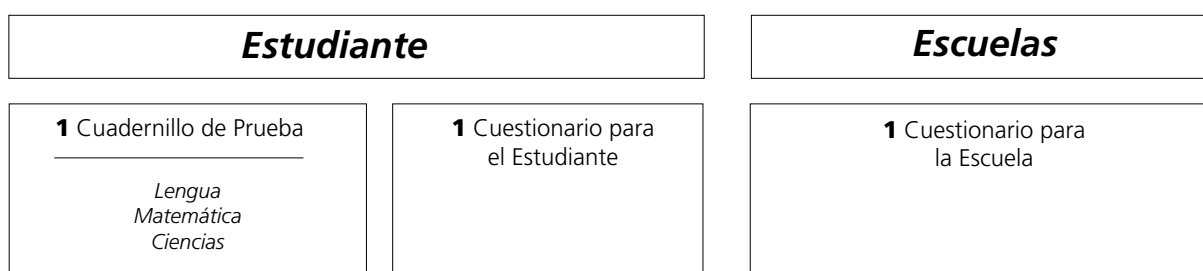 Estudiante
1 Cuadernillo de Prueba
Lengua
Matemática
Ciencias
1 Cuestionario para
el Estudiante
Escuelas
1 Cuestionario para
la Escuela